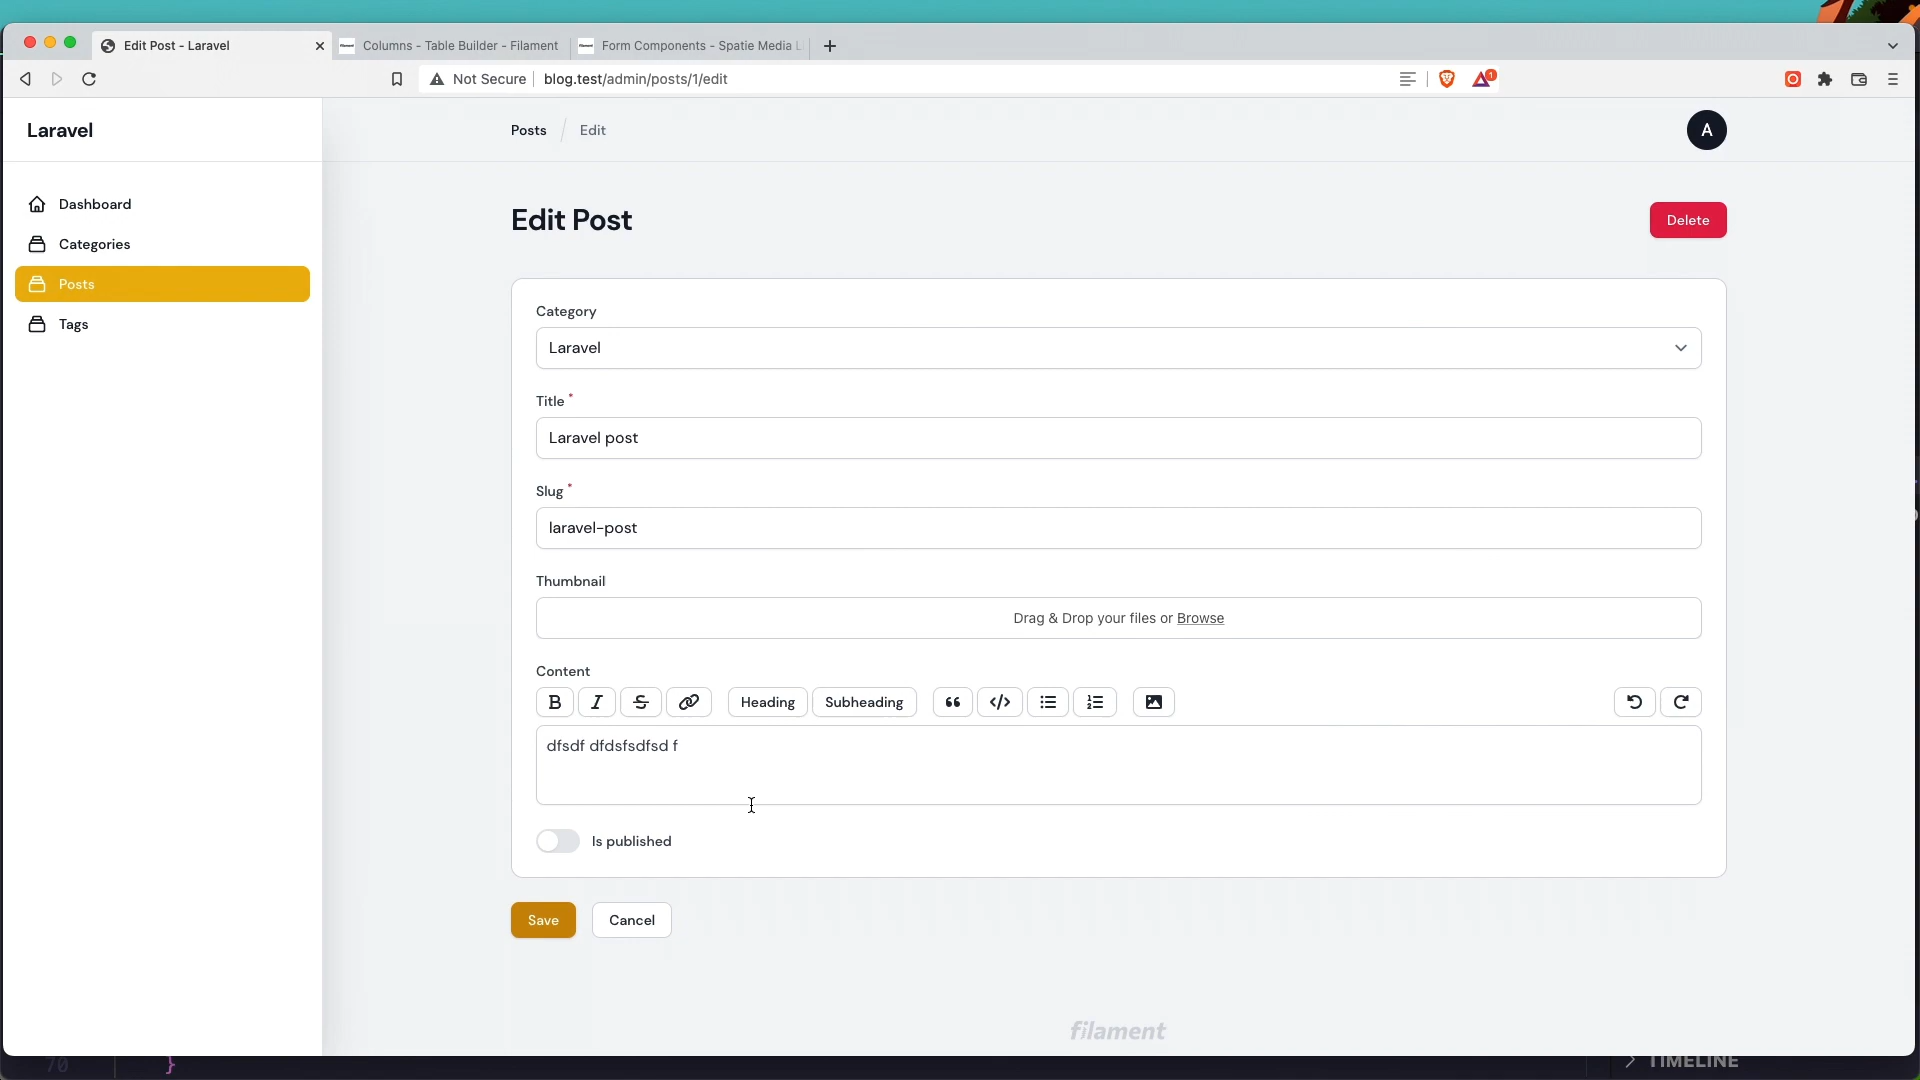 Edit Post - Laravel
Columns - Table Builder - Filament
Form Components - Spatie Media L
Not Secure
blog.test/admin/posts/1/edit
1
Laravel
Posts
Edit
A
Dashboard
Categories
Posts
Tags
Edit Post
Delete
Category
Laravel
Title *
Laravel post
Slug *
laravel-post
Thumbnail
Drag & Drop your files or Browse
Content
B I S
Heading
Subheading
dfsdf dfdsfsdfsd f
Is published
Save
Cancel
filament
70
}
TIMELINE